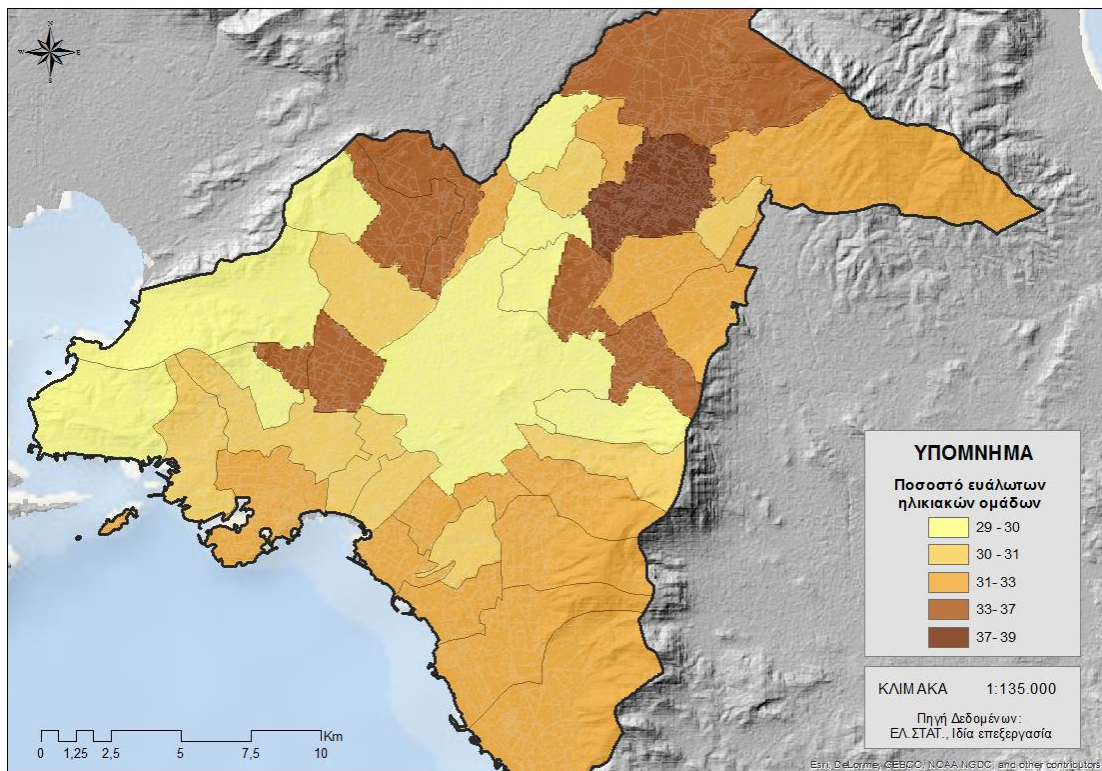 N
W E
S
ΥΠΟΜΝΗΜΑ
Ποσοστό ευάλωτων
ηλικιακών ομάδων
29 - 30
30 - 31
31 - 33
33 - 37
37 - 39
ΚΛΙΜΑΚΑ 1:135.000
Πηγή Δεδομένων:
ΕΛ.ΣΤΑΤ., Ιδία επεξεργασία
Km
0 1,25 2,5 5 7,5 10
Esri, DeLorme, GEBCO, NOAA NGDC, and other contributors